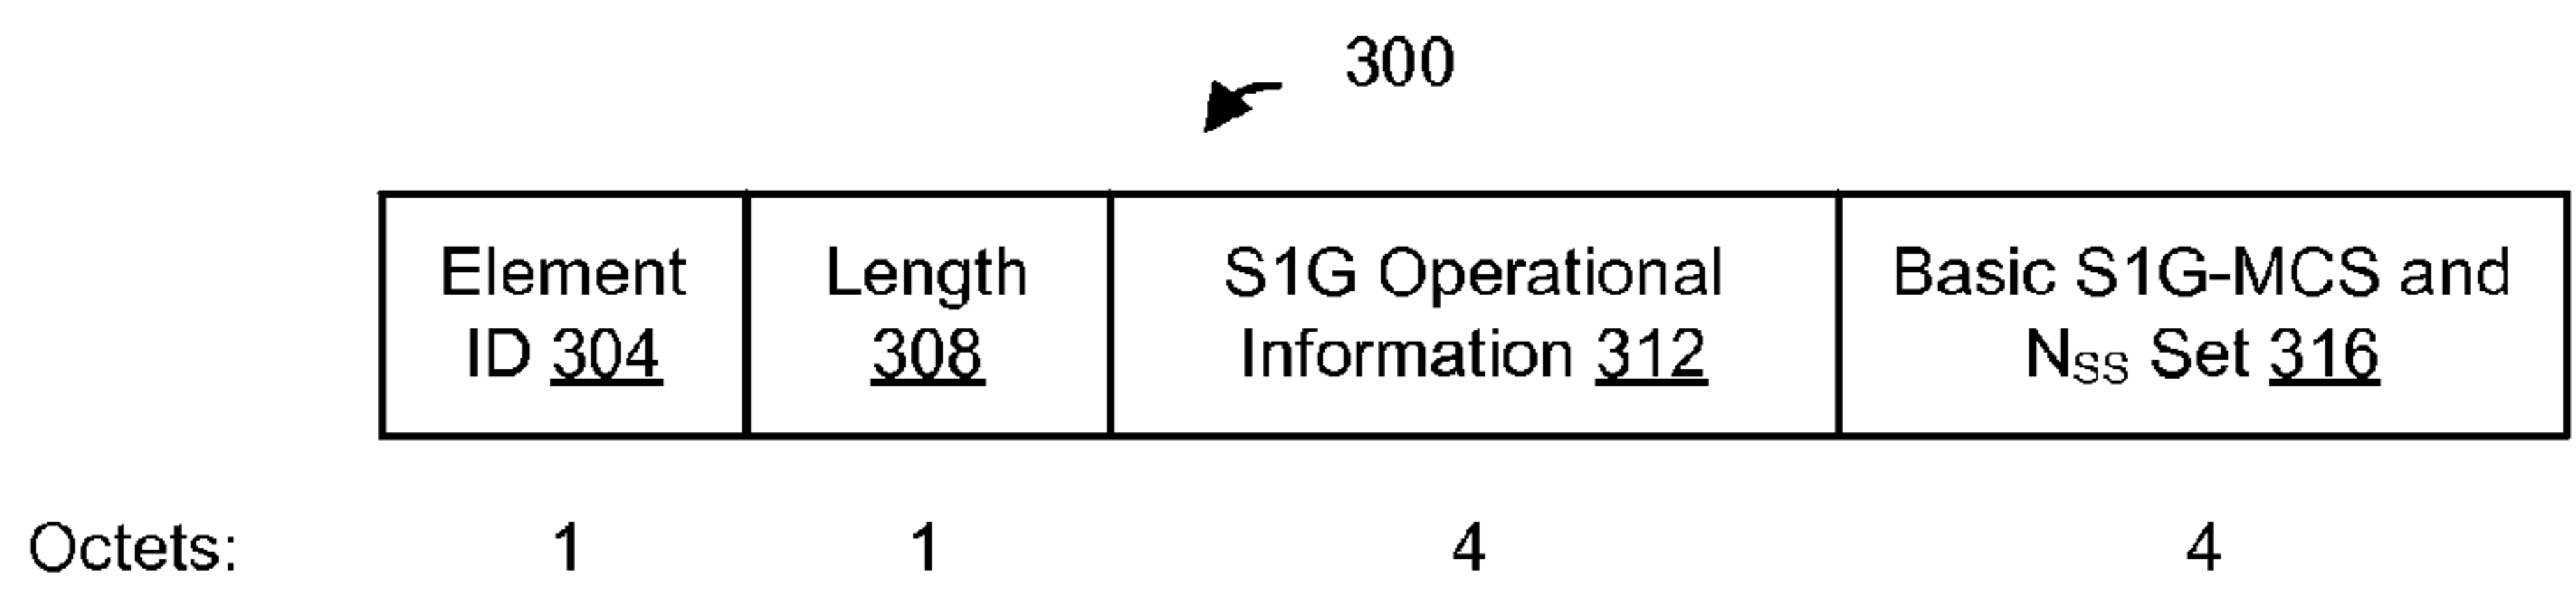 300
Element
ID 304
Length
308
S1G Operational
Information 312
Basic S1G-MCS and
NSS Set 316
Octets: 1 1 4 4